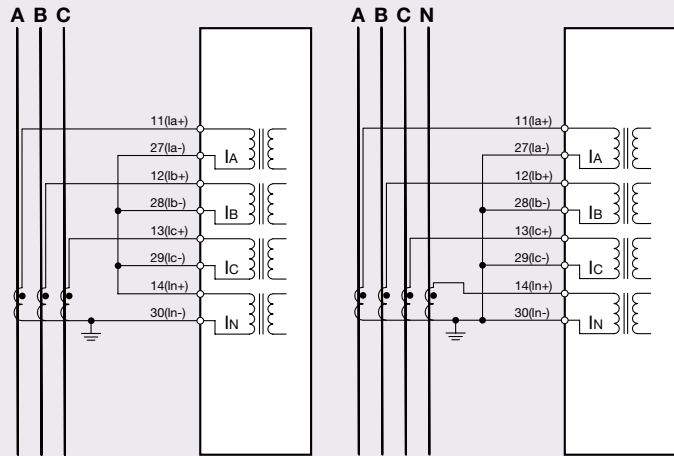 A B C
11(Ia+)
27(Ia-)
IA
12(Ib+)
28(Ib-)
IB
13(Ic+)
29(Ic-)
IC
14(In+)
30(In-)
IN
A B C N
11(Ia+)
27(Ia-)
IA
12(Ib+)
28(Ib-)
IB
13(Ic+)
29(Ic-)
IC
14(In+)
30(In-)
IN